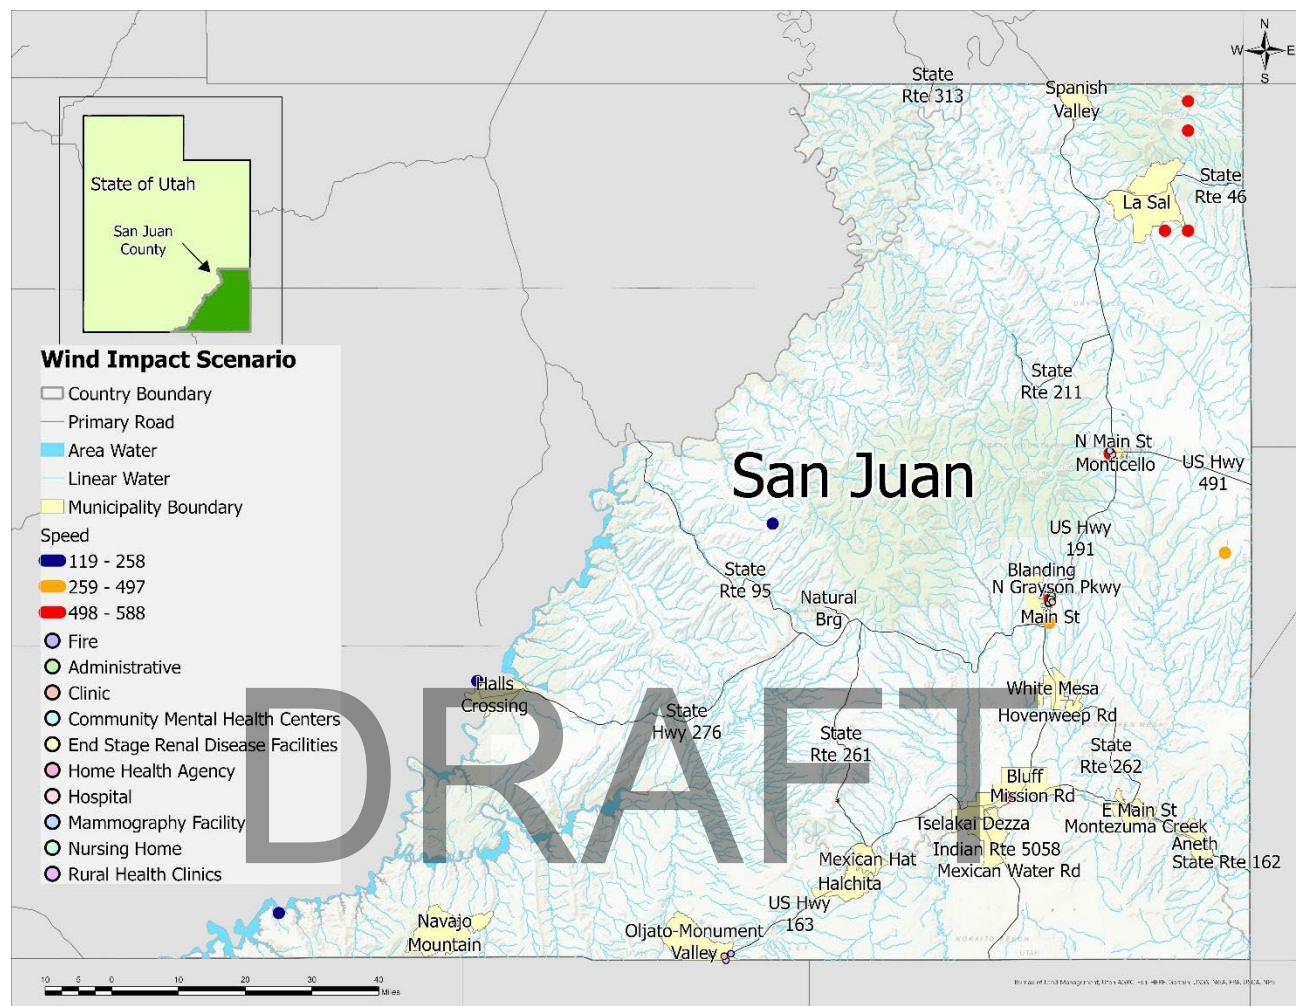 N
W E
S
State
Rte 313
Spanish
Valley
State of Utah
San Juan
County
La Sal
State
Rte 46
Wind Impact Scenario
Country Boundary
Primary Road
Area Water
Linear Water
Municipality Boundary
Speed
119 - 258
259 - 497
498 - 588
Fire
Administrative
Clinic
Community Mental Health Centers
End Stage Renal Disease Facilities
Home Health Agency
Hospital
Mammography Facility
Nursing Home
Rural Health Clinics
State
Rte 211
N Main St
Monticello
US Hwy
491
San Juan
US Hwy
191
State
Rte 95
Natural
Brg
Blanding
N Grayson Pkwy
Main St
Halls
Crossing
State
Hwy 276
State
Rte 261
White Mesa
Hovenweep Rd
State
Rte 262
DRAFT
Bluff
Mission Rd
E Main St
Montezuma Creek
Tselakai Dezza
Indian Rte 5058
Mexican Water Rd
Aneth
State Rte 162
Mexican Hat
Halchita
US Hwy
163
Navajo
Mountain
Oljato-Monument
Valley
UTAH
10 5 0 10 20 30 40
Miles